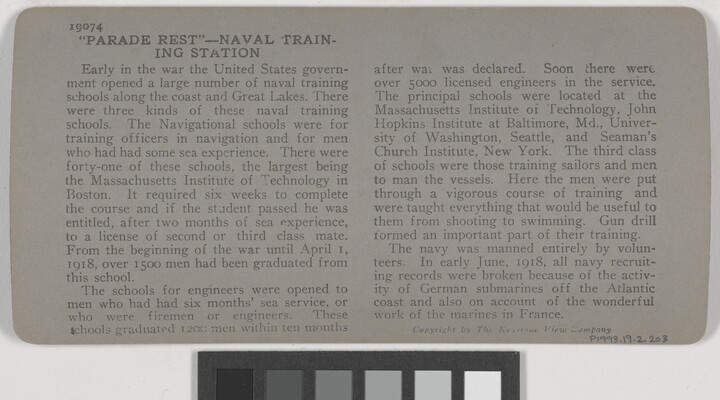 19074
"PARADE REST"—NAVAL TRAIN-
ING STATION
Early in the war the United States govern-
ment opened a large number of naval training
schools along the coast and Great Lakes. There
were three kinds of these naval training
schools. The Navigational schools were for
training officers in navigation and for men
who had had some sea experience. There were
forty-one of these schools, the largest being
the Massachusetts Institute of Technology in
Boston. It required six weeks to complete
the course and if the student passed he was
entitled, after two months of sea experience,
to a license of second or third class mate.
From the beginning of the war until April 1,
1918, over 1500 men had been graduated from
this school.
The schools for engineers were opened to
men who had had six months' sea service, or
who were firemen or engineers. These
schools graduated 1200 men within ten months
after war was declared. Soon there were
over 5000 licensed engineers in the service.
The principal schools were located at the
Massachusetts Institute of Technology, John
Hopkins Institute at Baltimore, Md., Univer-
sity of Washington, Seattle, and Seaman's
Church Institute, New York. The third class
of schools were those training sailors and men
to man the vessels. Here the men were put
through a vigorous course of training and
were taught everything that would be useful to
them from shooting to swimming. Gun drill
formed an important part of their training.
The navy was manned entirely by volun-
teers. In early June, 1918, all navy recruit-
ing records were broken because of the activ-
ity of German submarines off the Atlantic
coast and also on account of the wonderful
work of the marines in France.
Copyright by The Keystone View Company
P1998.19.2.203